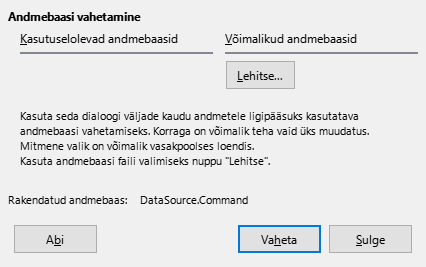 Andmebaasi vahetamine
Kasutuselolevad andmebaasid Võimalikud andmebaasid
Lehitse...
Kasuta seda dialoogi väljade kaudu andmetele ligipääsuks kasutatava
andmebaasi vahetamiseks. Korraga on võimalik teha vaid üks muudatus.
Mitmene valik on võimalik vasakpoolses loendis.
Kasuta andmebaasi faili valimiseks nuppu "Lehitse".
Rakendatud andmebaas: DataSource.Command
Abi Vaheta Sulge